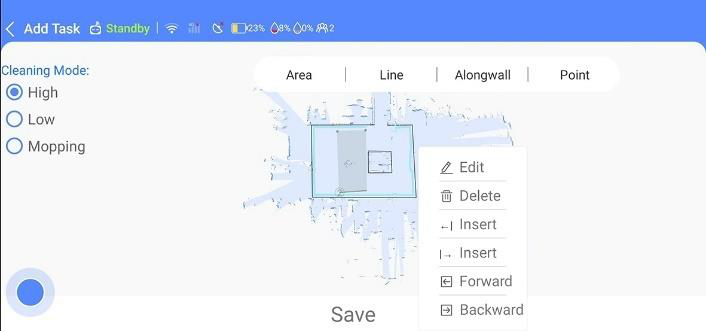 Add Task Standby 23% 8% 0% 2
Cleaning Mode:
High
Low
Mopping
Area Line Alongwall Point
Edit
Delete
Insert
Insert
Forward
Backward
Save